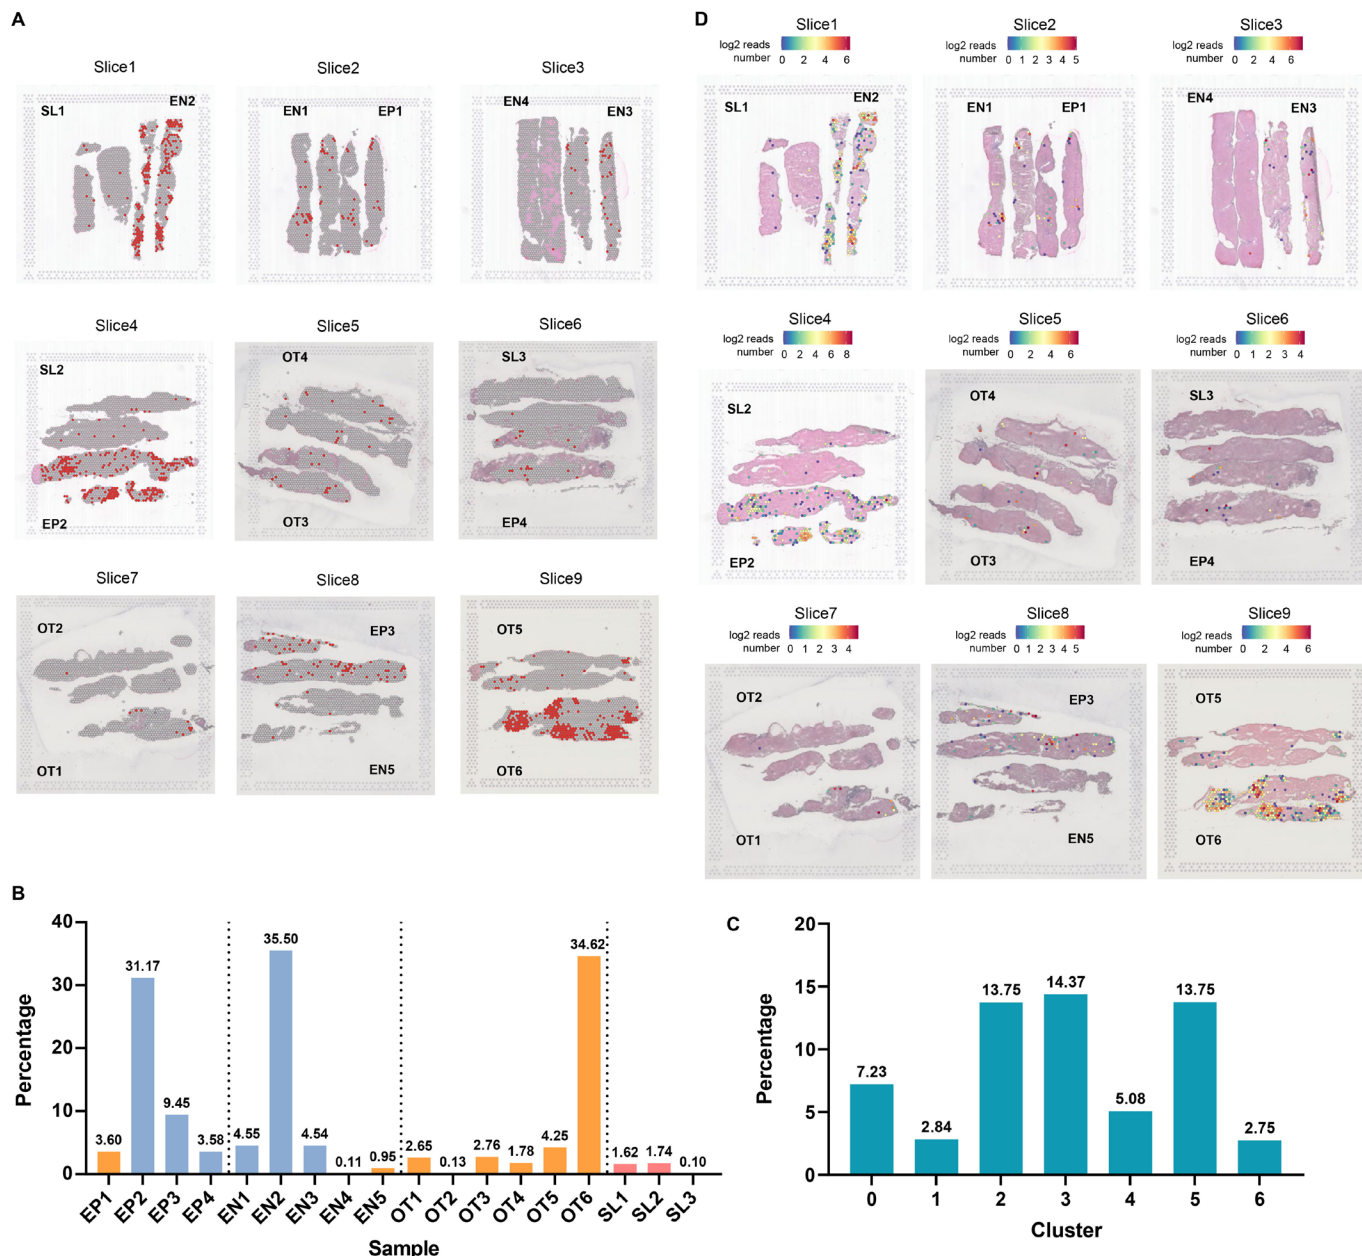 A
Slice1
SL1
EN2
Slice2
EN1
EP1
Slice3
EN4
EN3
Slice4
SL2
EP2
Slice5
OT4
OT3
Slice6
SL3
EP4
Slice7
OT2
OT1
Slice8
EP3
EN5
Slice9
OT5
OT6
D
Slice1
log2 reads
number
0 2 4 6
SL1
EN2
Slice2
log2 reads
number
0 1 2 3 4 5
EN1
EP1
Slice3
log2 reads
number
0 2 4 6
EN4
EN3
Slice4
log2 reads
number
0 2 4 6 8
SL2
EP2
Slice5
log2 reads
number
0 2 4 6
OT4
OT3
Slice6
log2 reads
number
0 1 2 3 4
SL3
EP4
Slice7
log2 reads
number
0 1 2 3 4
OT2
OT1
Slice8
log2 reads
number
0 1 2 3 4 5
EP3
EN5
Slice9
log2 reads
number
0 2 4 6
OT5
OT6
B
Percentage
40
30
20
10
0
3.60
31.17
9.45
3.58
4.55
35.50
4.54
0.11
0.95
2.65
0.13
2.76
1.78
4.25
34.62
1.62
1.74
0.10
EP1 EP2 EP3 EP4 EN1 EN2 EN3 EN4 EN5 OT1 OT2 OT3 OT4 OT5 OT6 SL1 SL2 SL3
Sample
C
Percentage
20
15
10
5
0
7.23
2.84
13.75
14.37
5.08
13.75
2.75
0 1 2 3 4 5 6
Cluster